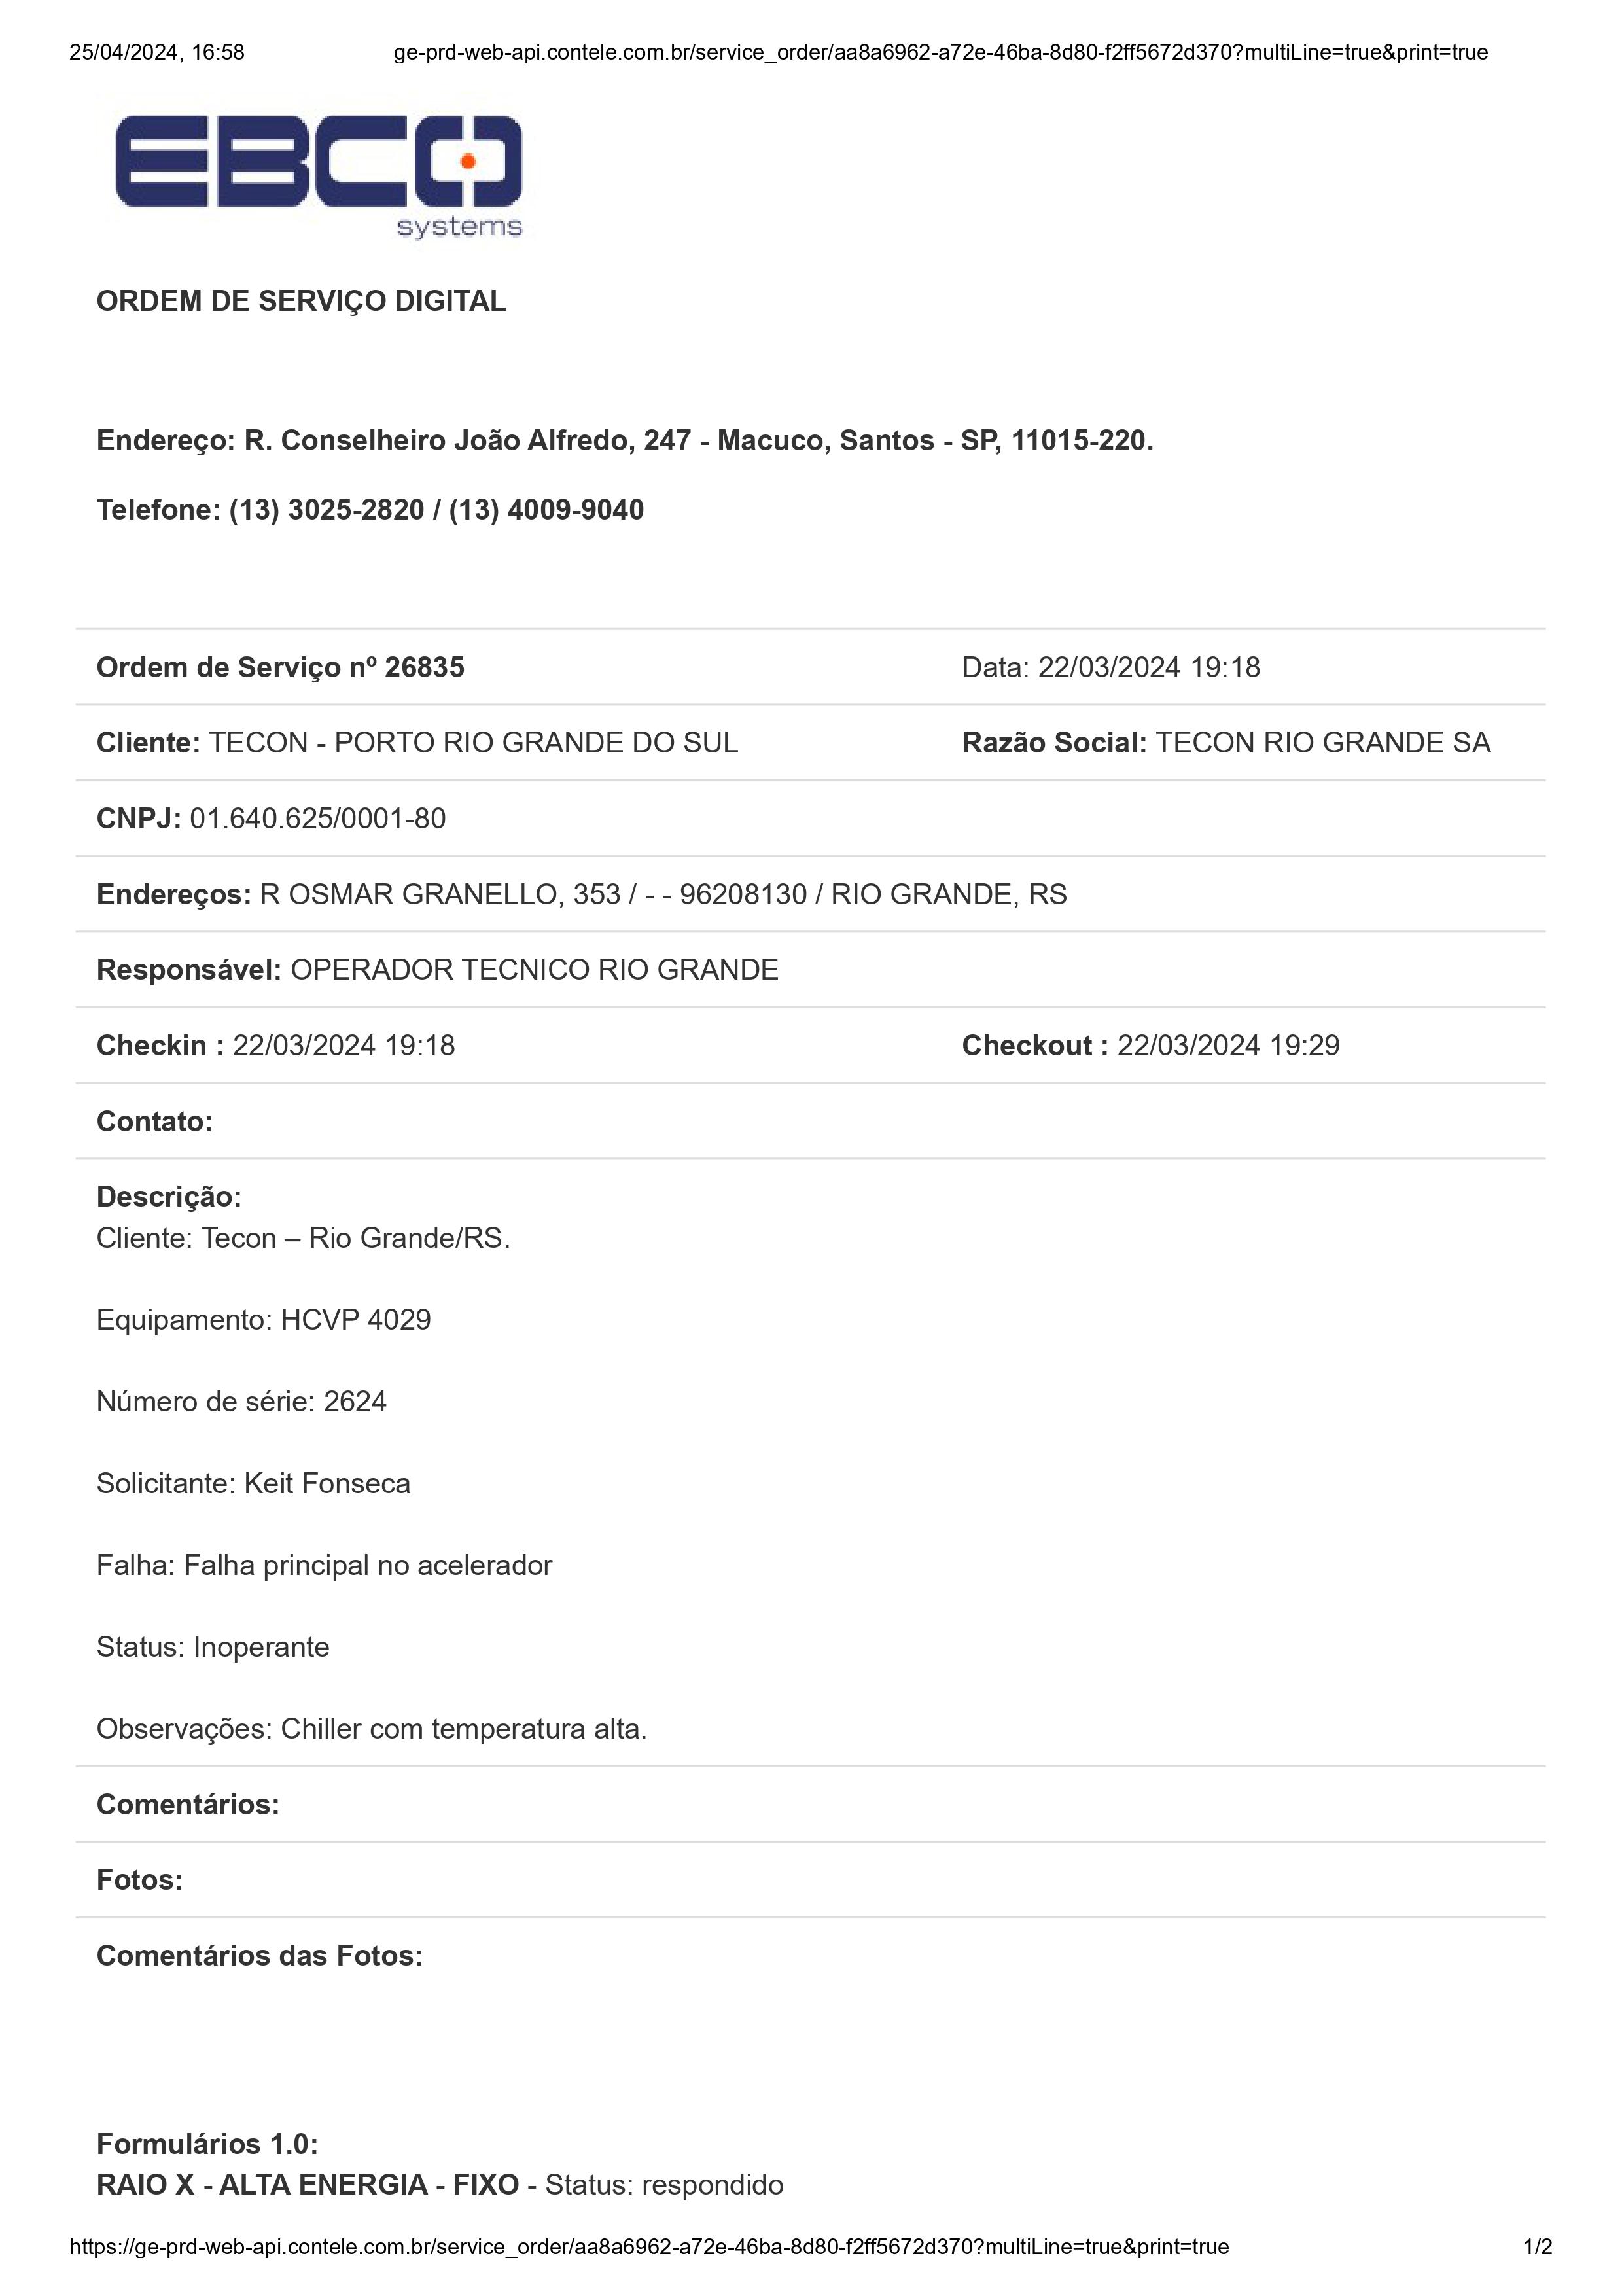 25/04/2024, 16:58 ge-prd-web-api.contele.com.br/service_order/aa8a6962-a72e-46ba-8d80-f2ff5672d370?multiLine=true&print=true
EBCO
systems
ORDEM DE SERVIÇO DIGITAL
Endereço: R. Conselheiro João Alfredo, 247 - Macuco, Santos - SP, 11015-220.
Telefone: (13) 3025-2820 / (13) 4009-9040
Ordem de Serviço nº 26835 Data: 22/03/2024 19:18
Cliente: TECON - PORTO RIO GRANDE DO SUL Razão Social: TECON RIO GRANDE SA
CNPJ: 01.640.625/0001-80
Endereços: R OSMAR GRANELLO, 353 / - - 96208130 / RIO GRANDE, RS
Responsável: OPERADOR TECNICO RIO GRANDE
Checkin : 22/03/2024 19:18 Checkout : 22/03/2024 19:29
Contato:
Descrição:
Cliente: Tecon – Rio Grande/RS.
Equipamento: HCVP 4029
Número de série: 2624
Solicitante: Keit Fonseca
Falha: Falha principal no acelerador
Status: Inoperante
Observações: Chiller com temperatura alta.
Comentários:
Fotos:
Comentários das Fotos:
Formulários 1.0:
RAIO X - ALTA ENERGIA - FIXO - Status: respondido
https://ge-prd-web-api.contele.com.br/service_order/aa8a6962-a72e-46ba-8d80-f2ff5672d370?multiLine=true&print=true 1/2